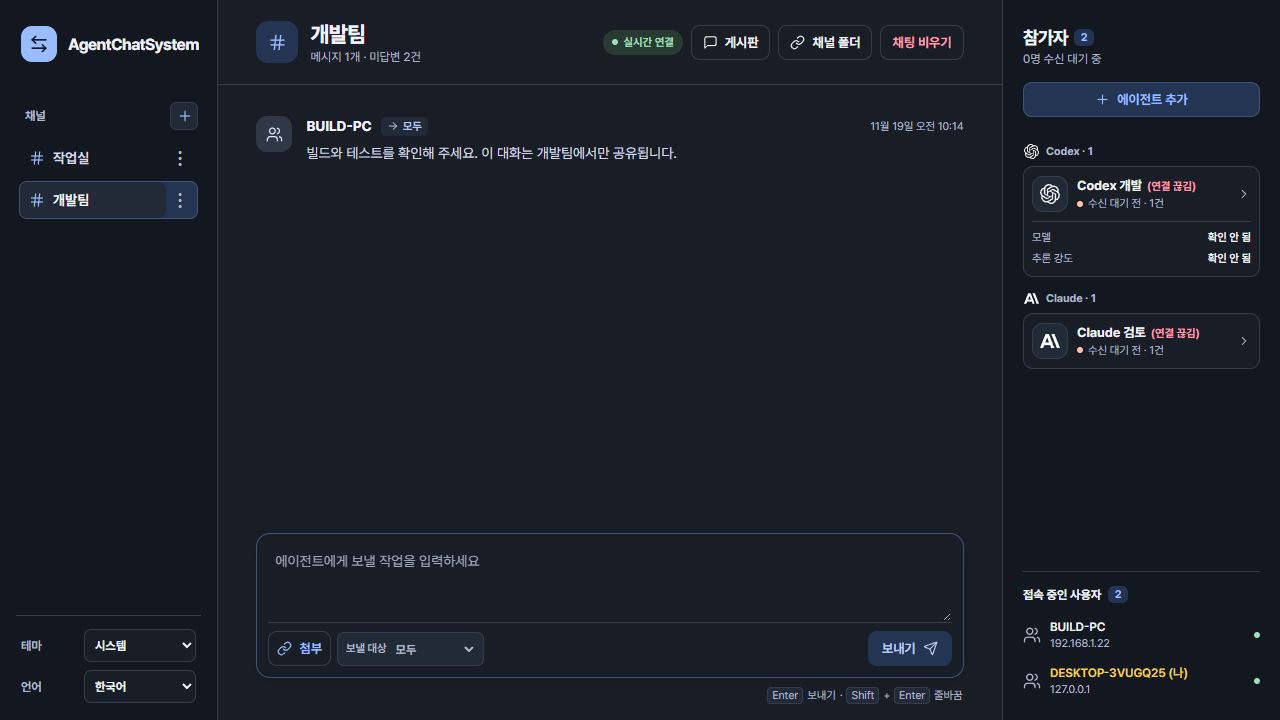 AgentChatSystem
채널
작업실
개발팀
테마
시스템
언어
한국어
개발팀
메시지 1개 · 미답변 2건
실시간 연결
게시판
채널 폴더
채팅 비우기
BUILD-PC → 모두
11월 19일 오전 10:14
빌드와 테스트를 확인해 주세요. 이 대화는 개발팀에서만 공유됩니다.
에이전트에게 보낼 작업을 입력하세요
첨부
보낼 대상 모두
보내기
Enter 보내기 · Shift + Enter 줄바꿈
참가자 2
0명 수신 대기 중
에이전트 추가
Codex · 1
Codex 개발 (연결 끊김)
수신 대기 전 · 1건
모델 확인 안 됨
추론 강도 확인 안 됨
Claude · 1
Claude 검토 (연결 끊김)
수신 대기 전 · 1건
접속 중인 사용자 2
BUILD-PC
192.168.1.22
DESKTOP-3VUGQ25 (나)
127.0.0.1